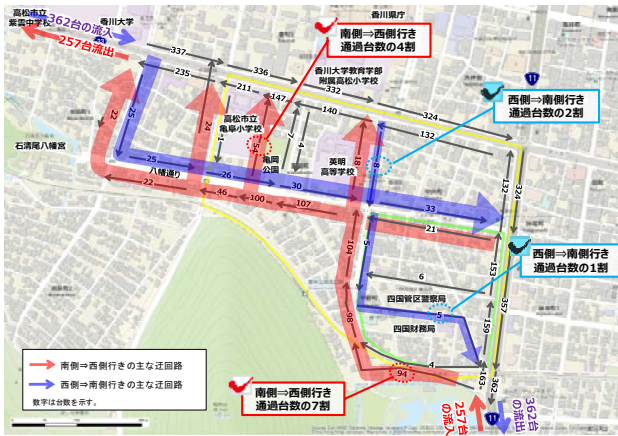 高松市立
紫雲中学校
362台の流入
257台流出
香川大学
香川県庁
南側⇒西側行き
通過台数の4割
香川大学教育学部
附属高松小学校
11
西側⇒南側行き
通過台数の2割
337
235
336
332
324
211
147
140
132
22
25
24
1
54
7
4
18
8
132
324
高松市立
亀阜小学校
亀岡
公園
英明
高等学校
石清尾八幡宮
八幡通り
25
26
30
33
22
46
100
107
21
104
5
153
西側⇒南側行き
通過台数の1割
6
357
四国管区警察局
5
四国財務局
159
98
4
94
163
362
南側⇒西側行きの主な迂回路
西側⇒南側行きの主な迂回路
数字は台数を示す。
南側⇒西側行き
通過台数の7割
257台
の流入
11
362台
の流出